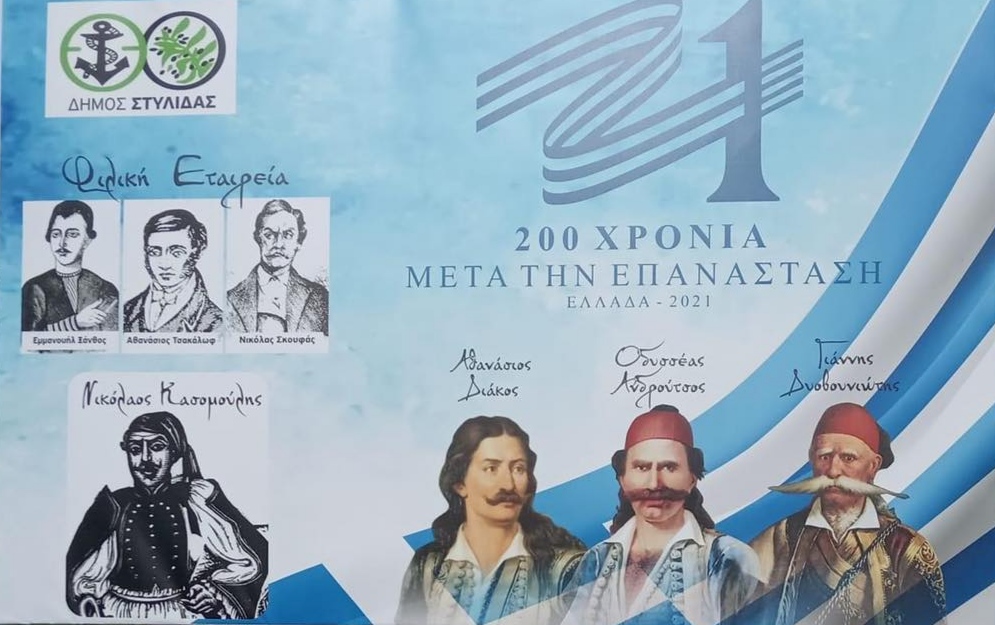 ΔΗΜΟΣ ΣΤΥΛΙΔΑΣ
Φιλική Εταιρεία
Εμμανουήλ Ξάνθος
Αθανάσιος Τσακάλωφ
Νικόλαος Σκουφάς
Νικόλαος Κασομούλης
21
200 ΧΡΟΝΙΑ
ΜΕΤΑ ΤΗΝ ΕΠΑΝΑΣΤΑΣΗ
ΕΛΛΑΔΑ - 2021
Αθανάσιος
Διάκος
Οδυσσέας
Ανδρούτσος
Γιάννης
Δυοβουνιώτης